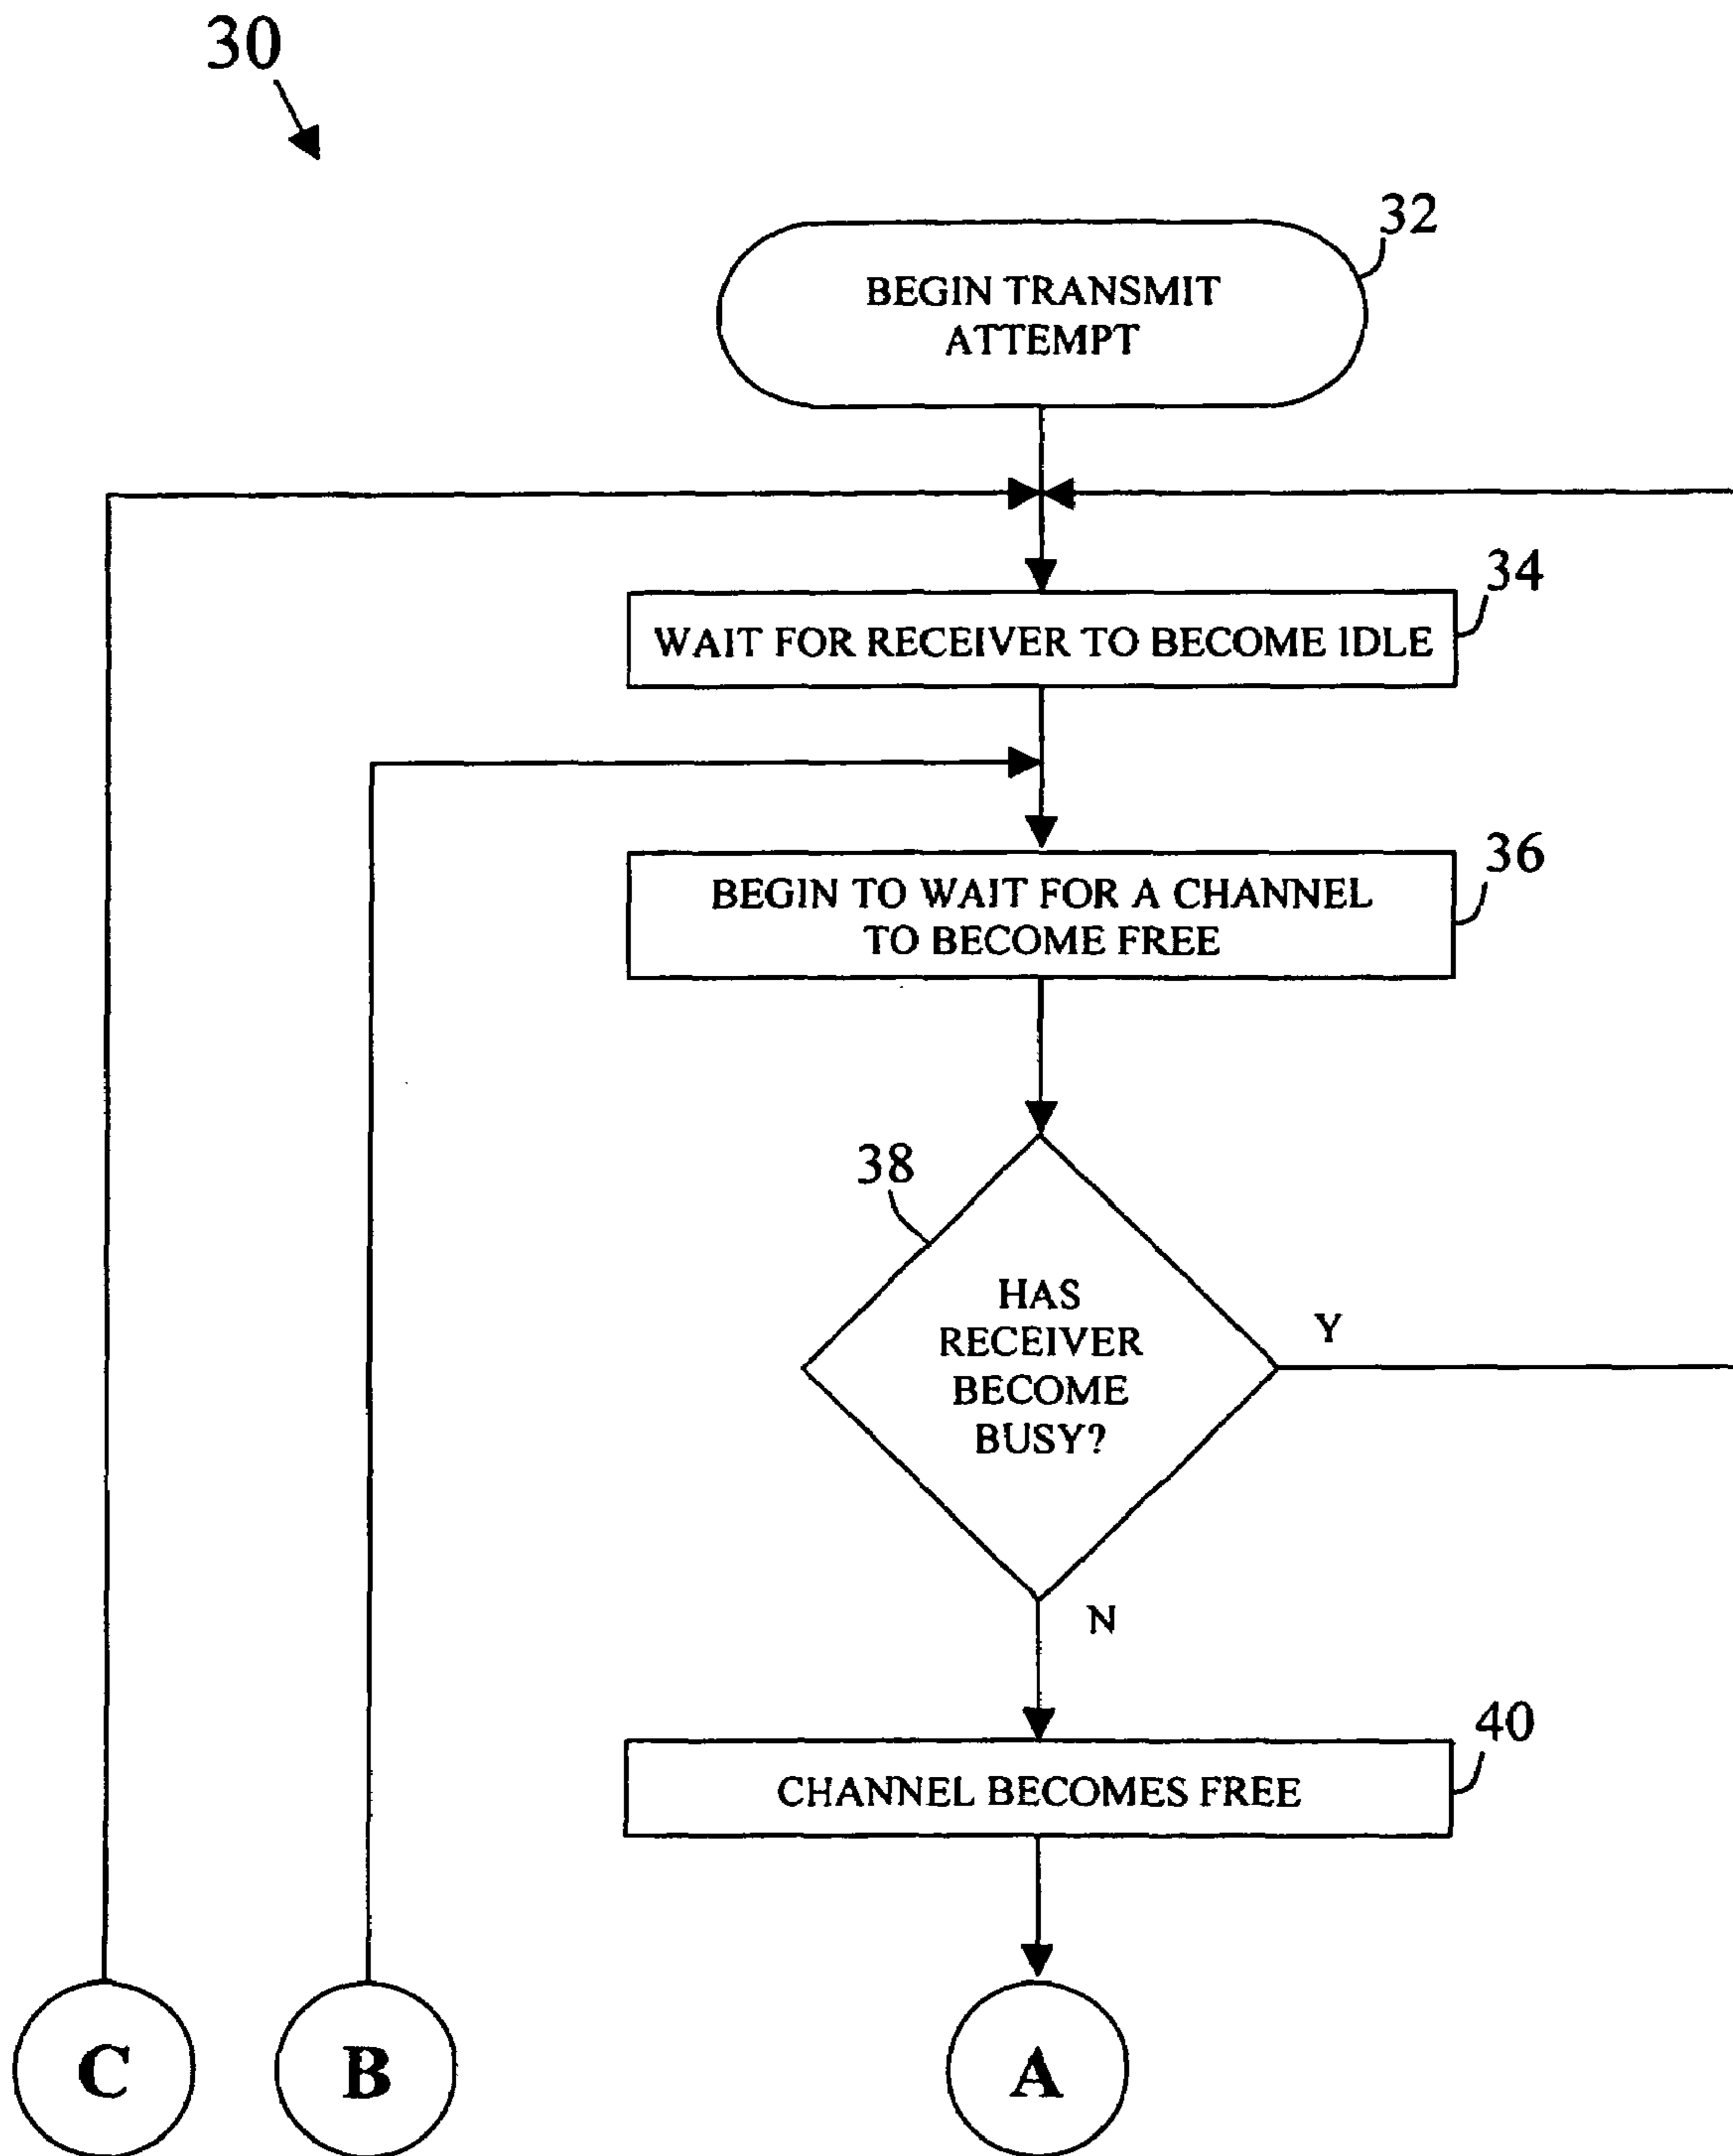 30
32
BEGIN TRANSMIT
ATTEMPT
34
WAIT FOR RECEIVER TO BECOME IDLE
36
BEGIN TO WAIT FOR A CHANNEL
TO BECOME FREE
38
HAS
RECEIVER
BECOME
BUSY?
Y
N
40
CHANNEL BECOMES FREE
C
B
A